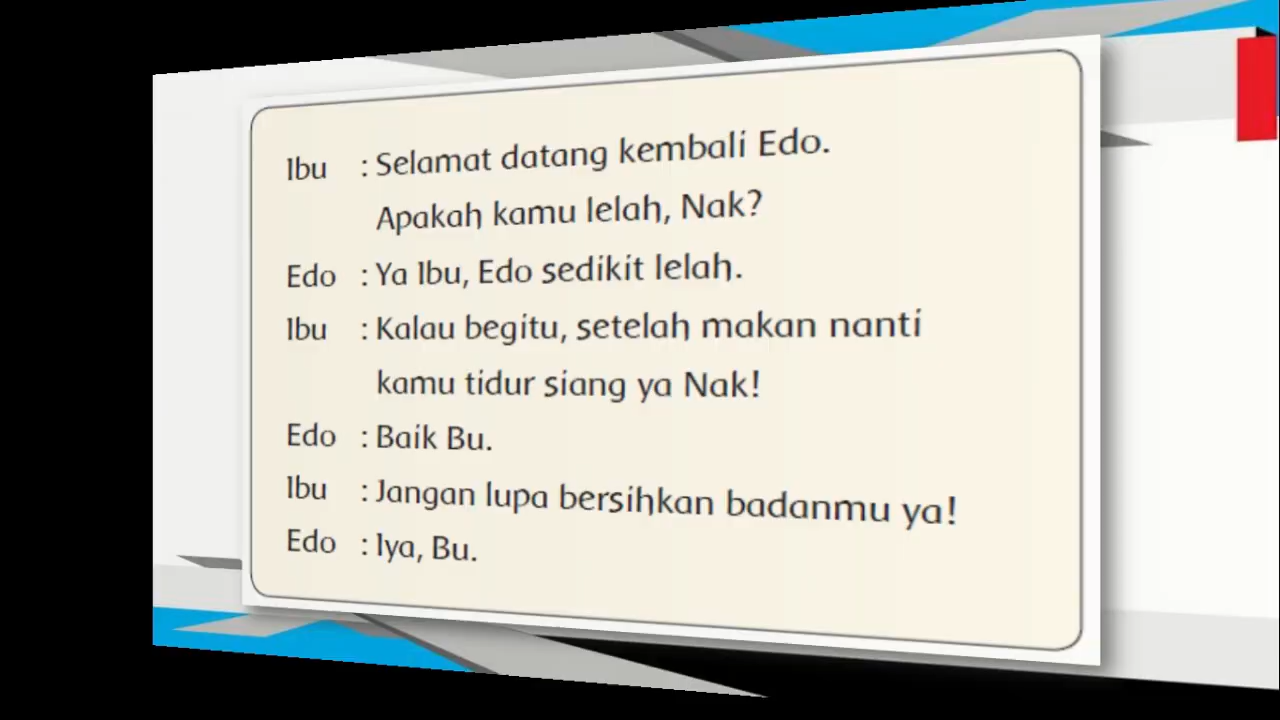 Ibu : Selamat datang kembali Edo.
Apakah kamu lelah, Nak?
Edo : Ya Ibu, Edo sedikit lelah.
Ibu : Kalau begitu, setelah makan nanti
kamu tidur siang ya Nak!
Edo : Baik Bu.
Ibu : Jangan lupa bersihkan badanmu ya!
Edo : Iya, Bu.